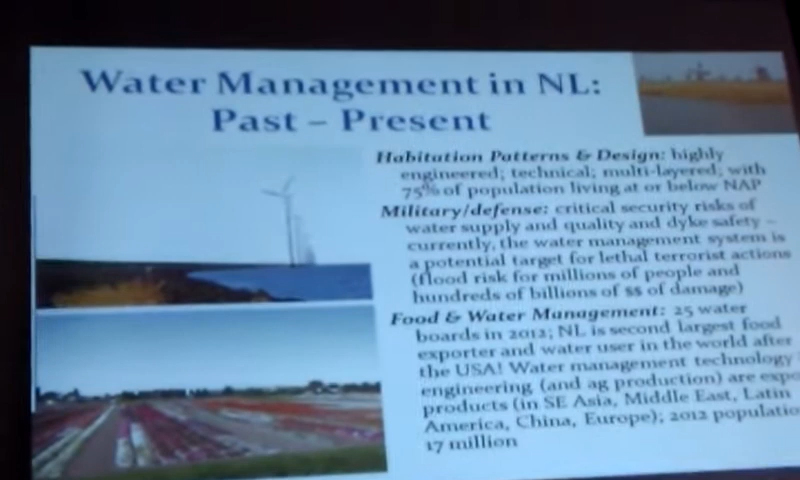 Water Management in NL:
Past – Present
Habitation Patterns & Design: highly
engineered; technical; multi-layered; with
75% of population living at or below NAP
Military/defense: critical security risks of
water supply and quality and dyke safety –
currently, the water management system is
a potential target for lethal terrorist actions
(flood risk for millions of people and
hundreds of billions of $$ of damage)
Food & Water Management: 25 water
boards in 2012; NL is second largest food
exporter and water user in the world after
the USA! Water management technology
engineering (and ag production) are expo
products (in SE Asia, Middle East, Latin
America, China, Europe); 2012 populatio
17 million